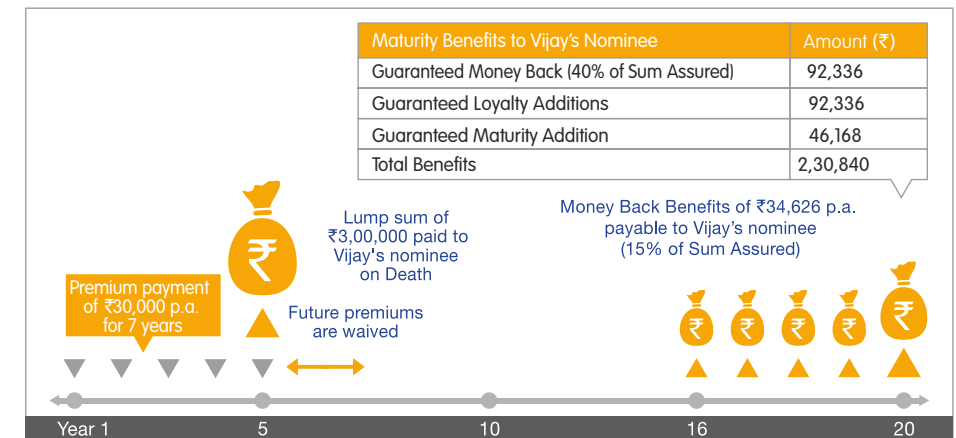 Maturity Benefits to Vijay's Nominee Amount (₹)
Guaranteed Money Back (40% of Sum Assured) 92,336
Guaranteed Loyalty Additions 92,336
Guaranteed Maturity Addition 46,168
Total Benefits 2,30,840
Premium payment
of ₹30,000 p.a.
for 7 years
₹
Lump sum of
₹3,00,000 paid to
Vijay's nominee
on Death
Future premiums
are waived
Money Back Benefits of ₹34,626 p.a.
payable to Vijay's nominee
(15% of Sum Assured)
₹ ₹ ₹ ₹ ₹
Year 1 5 10 16 20